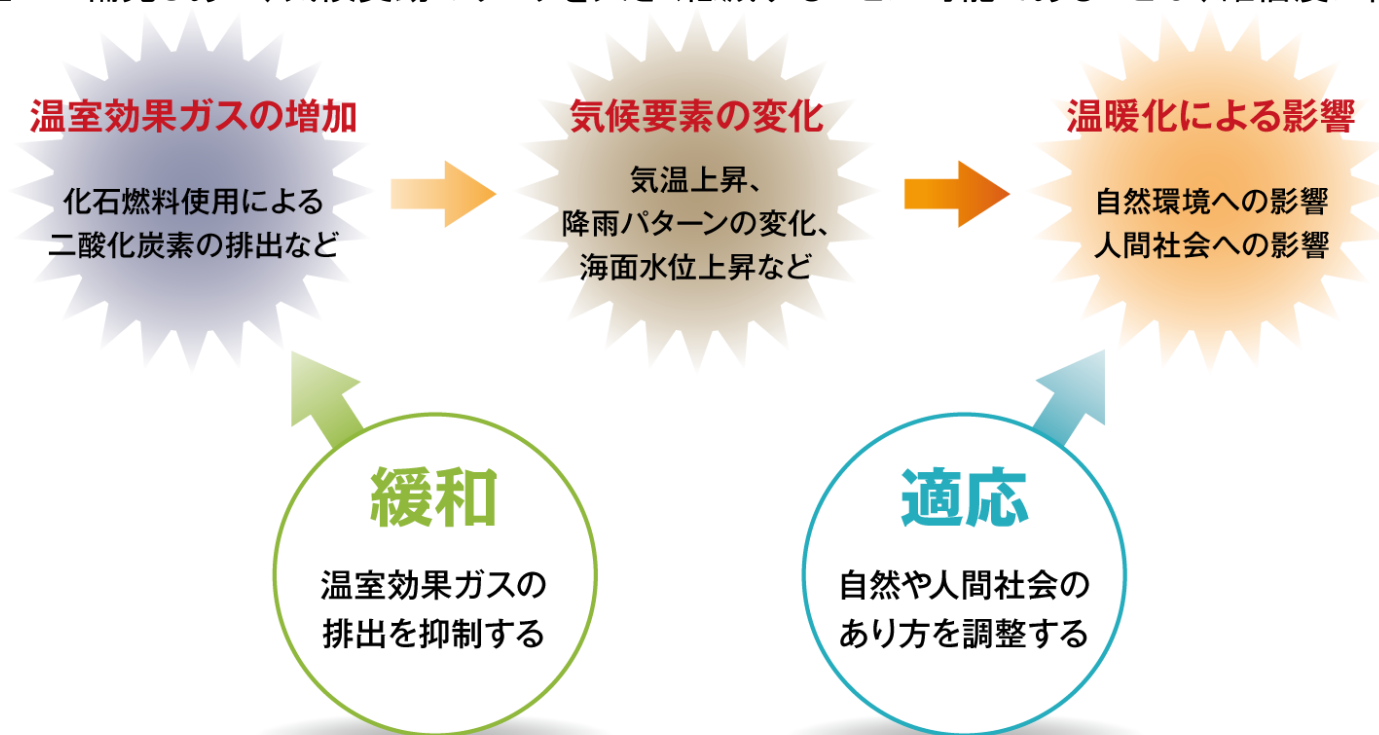 温室効果ガスの増加
化石燃料使用による
二酸化炭素の排出など
気候要素の変化
気温上昇、
降雨パターンの変化、
海面水位上昇など
温暖化による影響
自然環境への影響
人間社会への影響
緩和
温室効果ガスの
排出を抑制する
適応
自然や人間社会の
あり方を調整する